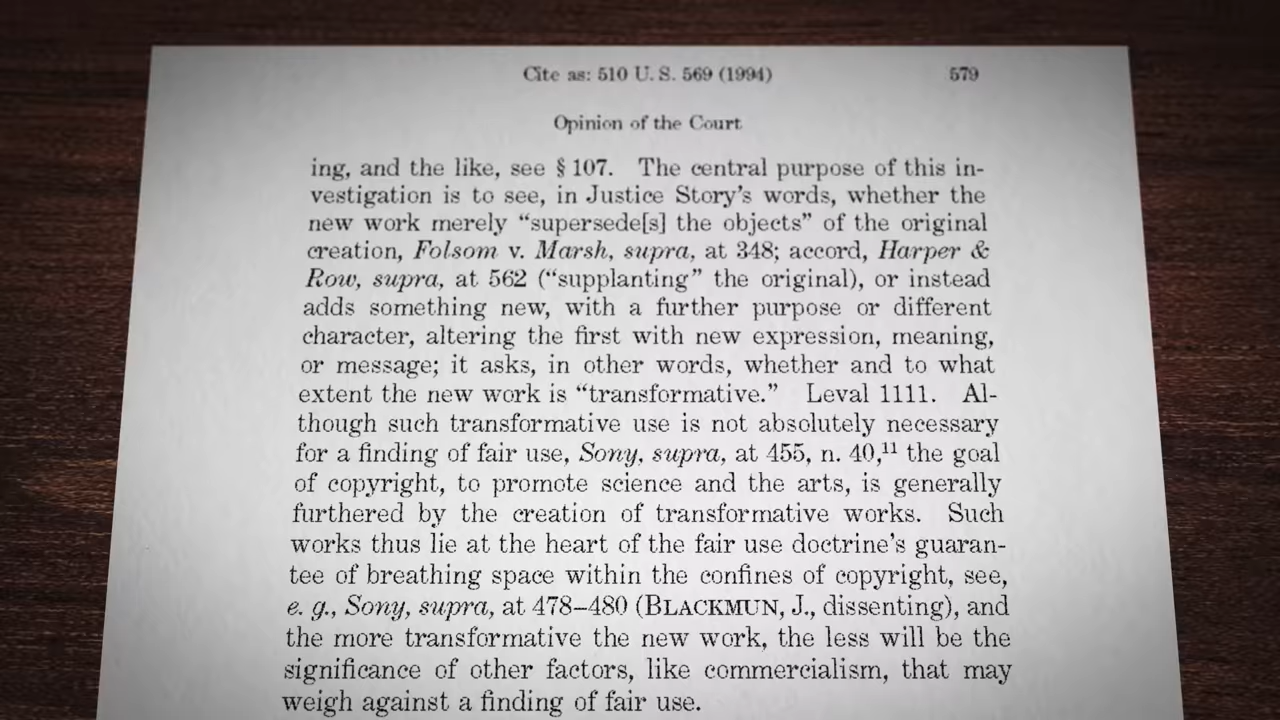 Cite as: 510 U. S. 569 (1994) 579
Opinion of the Court
ing, and the like, see § 107. The central purpose of this in-
vestigation is to see, in Justice Story's words, whether the
new work merely “supersede[s] the objects” of the original
creation, Folsom v. Marsh, supra, at 348; accord, Harper &
Row, supra, at 562 (“supplanting” the original), or instead
adds something new, with a further purpose or different
character, altering the first with new expression, meaning,
or message; it asks, in other words, whether and to what
extent the new work is “transformative.” Leval 1111. Al-
though such transformative use is not absolutely necessary
for a finding of fair use, Sony, supra, at 455, n. 40,¹¹ the goal
of copyright, to promote science and the arts, is generally
furthered by the creation of transformative works. Such
works thus lie at the heart of the fair use doctrine's guaran-
tee of breathing space within the confines of copyright, see,
e. g., Sony, supra, at 478–480 (BLACKMUN, J., dissenting), and
the more transformative the new work, the less will be the
significance of other factors, like commercialism, that may
weigh against a finding of fair use.